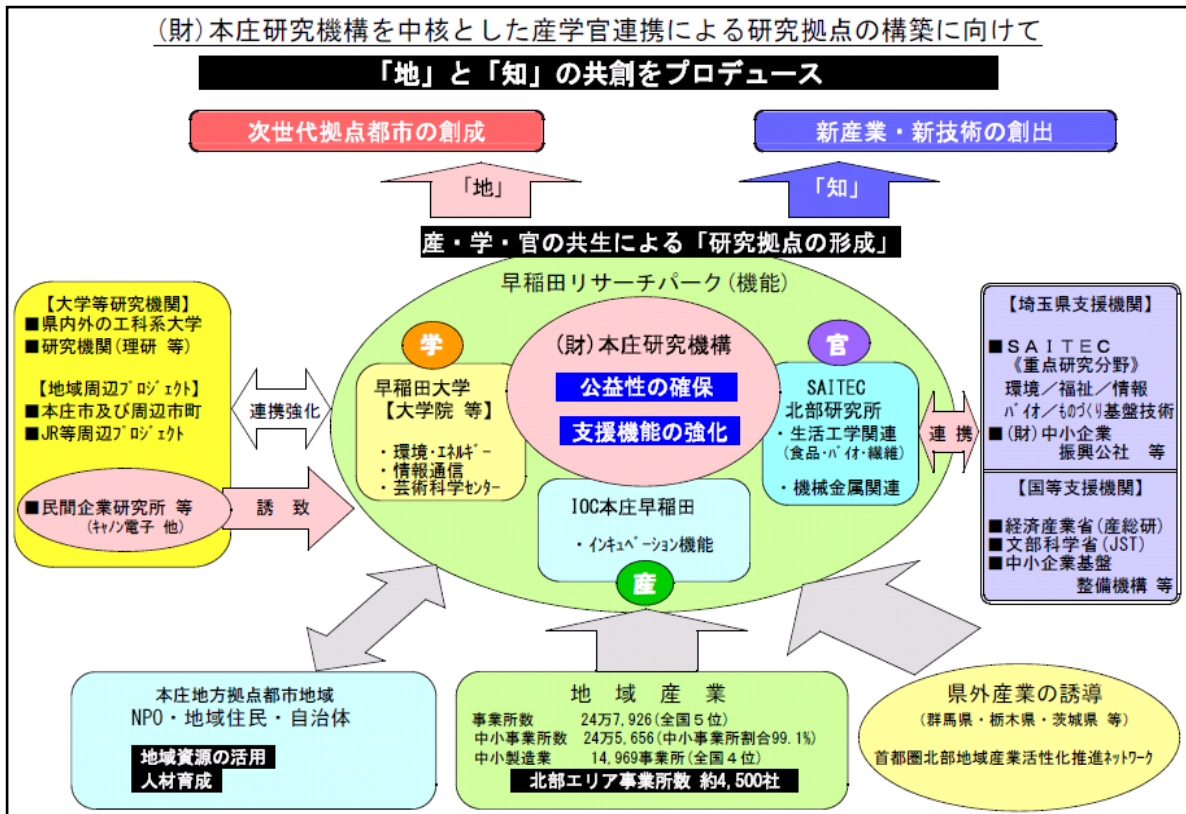 (財)本庄研究機構を中核とした産学官連携による研究拠点の構築に向けて
「地」と「知」の共創をプロデュース
次世代拠点都市の創成
新産業・新技術の創出
「地」
「知」
産・学・官の共生による「研究拠点の形成」
早稲田リサーチパーク(機能)
【大学等研究機関】
■県内外の工科系大学
■研究機関(理研 等)
【地域周辺プロジェクト】
■本庄市及び周辺市町
■JR等周辺プロジェクト
■民間企業研究所 等
(キャノン電子 他)
連携強化
誘 致
学
早稲田大学
【大学院 等】
・環境・エネルギー
・情報通信
・芸術科学センター
(財)本庄研究機構
公益性の確保
支援機能の強化
官
SAITEC
北部研究所
・生活工学関連
(食品・バイオ・繊維)
・機械金属関連
IOC本庄早稲田
・インキュベーション機能
産
連 携
【埼玉県支援機関】
■SAITEC
《重点研究分野》
環境/福祉/情報
バイオ/ものづくり基盤技術
■(財)中小企業
振興公社 等
【国等支援機関】
■経済産業省(産総研)
■文部科学省(JST)
■中小企業基盤
整備機構 等
本庄地方拠点都市地域
NPO・地域住民・自治体
地域資源の活用
人材育成
地 域 産 業
事業所数 24万7,926(全国5位)
中小事業所数 24万5,656(中小事業所割合99.1%)
中小製造業 14,969事業所(全国4位)
北部エリア事業所数 約4,500社
県外産業の誘導
(群馬県・栃木県・茨城県 等)
首都圏北部地域産業活性化推進ネットワーク